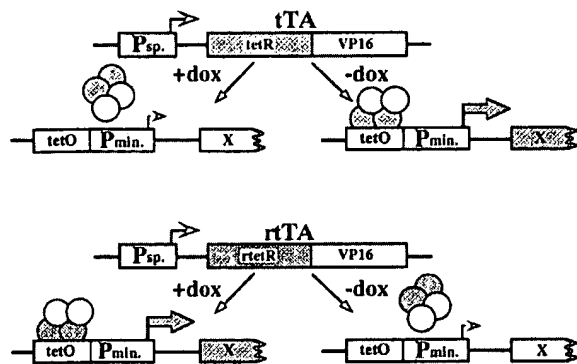 tTA
Psp. tetR VP16
+dox -dox
tetO Pmin. X tetO Pmin. X
rtTA
Psp. rtetR VP16
+dox -dox
tetO Pmin. X tetO Pmin. X